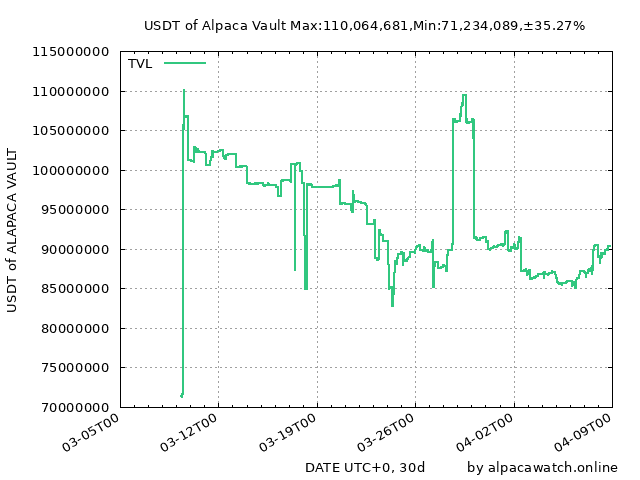 USDT of Alpaca Vault Max:110,064,681,Min:71,234,089,±35.27%
115000000
TVL
110000000
105000000
100000000
95000000
90000000
85000000
80000000
75000000
70000000
USDT of ALAPACA VAULT
03-05T00
03-12T00
03-19T00
03-26T00
04-02T00
04-09T00
DATE UTC+0, 30d
by alpacawatch.online